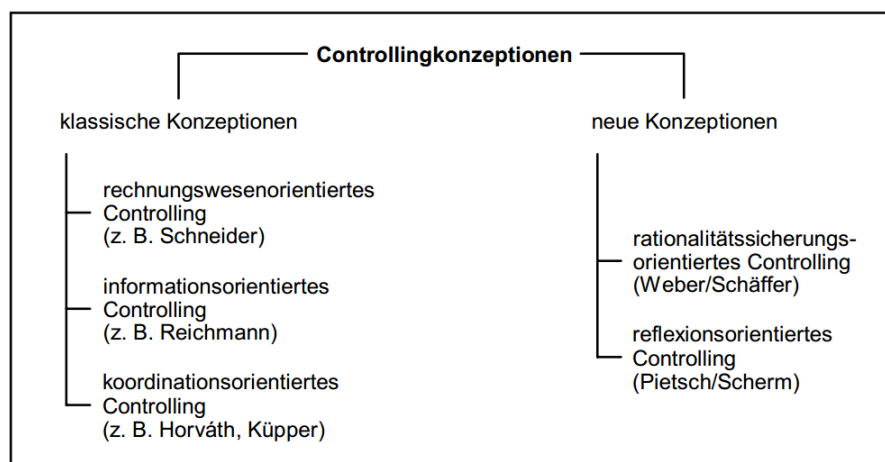 Controllingkonzeptionen
klassische Konzeptionen
rechnungswesenorientiertes
Controlling
(z. B. Schneider)
informationsorientiertes
Controlling
(z. B. Reichmann)
koordinationsorientiertes
Controlling
(z. B. Horváth, Küpper)
neue Konzeptionen
rationalitätssicherungs-
orientiertes Controlling
(Weber/Schäffer)
reflexionsorientiertes
Controlling
(Pietsch/Scherm)